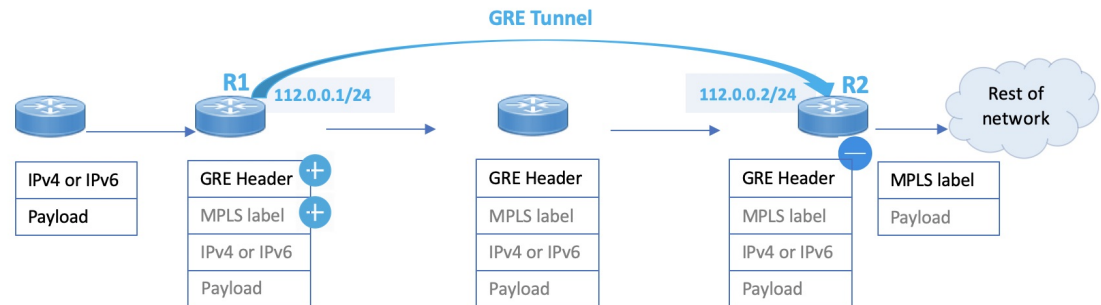 GRE Tunnel
R1
112.0.0.1/24
112.0.0.2/24
R2
Rest of
network
IPv4 or IPv6
Payload
GRE Header
MPLS label
IPv4 or IPv6
Payload
GRE Header
MPLS label
IPv4 or IPv6
Payload
GRE Header
MPLS label
IPv4 or IPv6
Payload
MPLS label
Payload